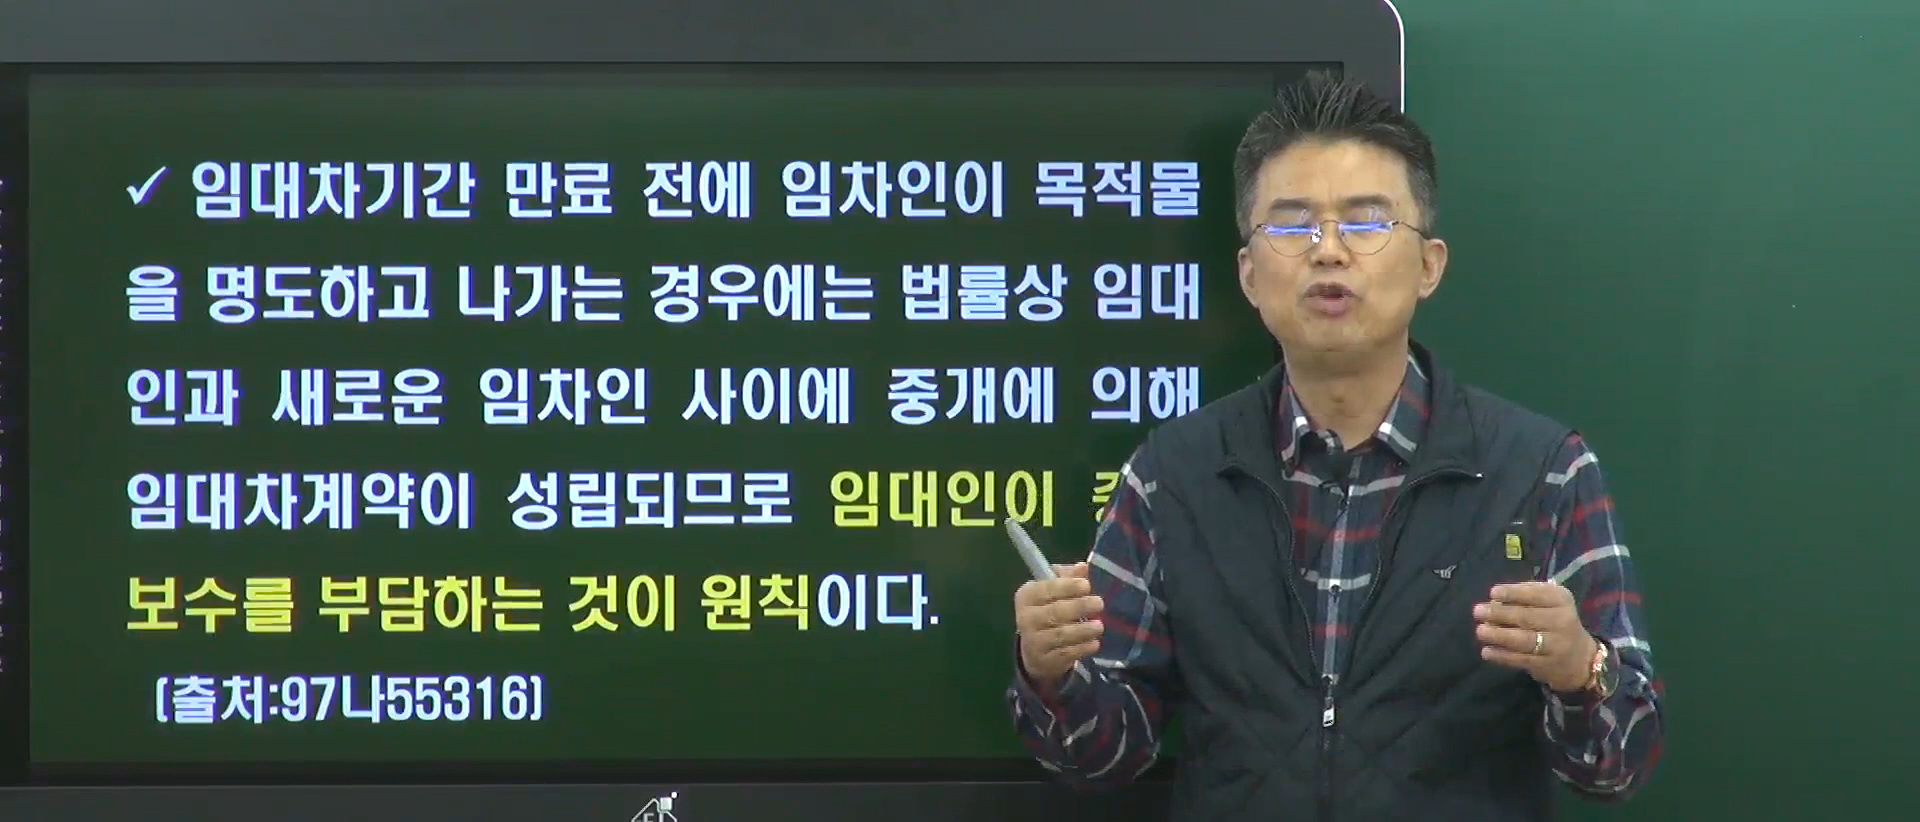 ✓ 임대차기간 만료 전에 임차인이 목적물
을 명도하고 나가는 경우에는 법률상 임대
인과 새로운 임차인 사이에 중개에 의해
임대차계약이 성립되므로 임대인이
보수를 부담하는 것이 원칙이다.
(출처:97나55316)